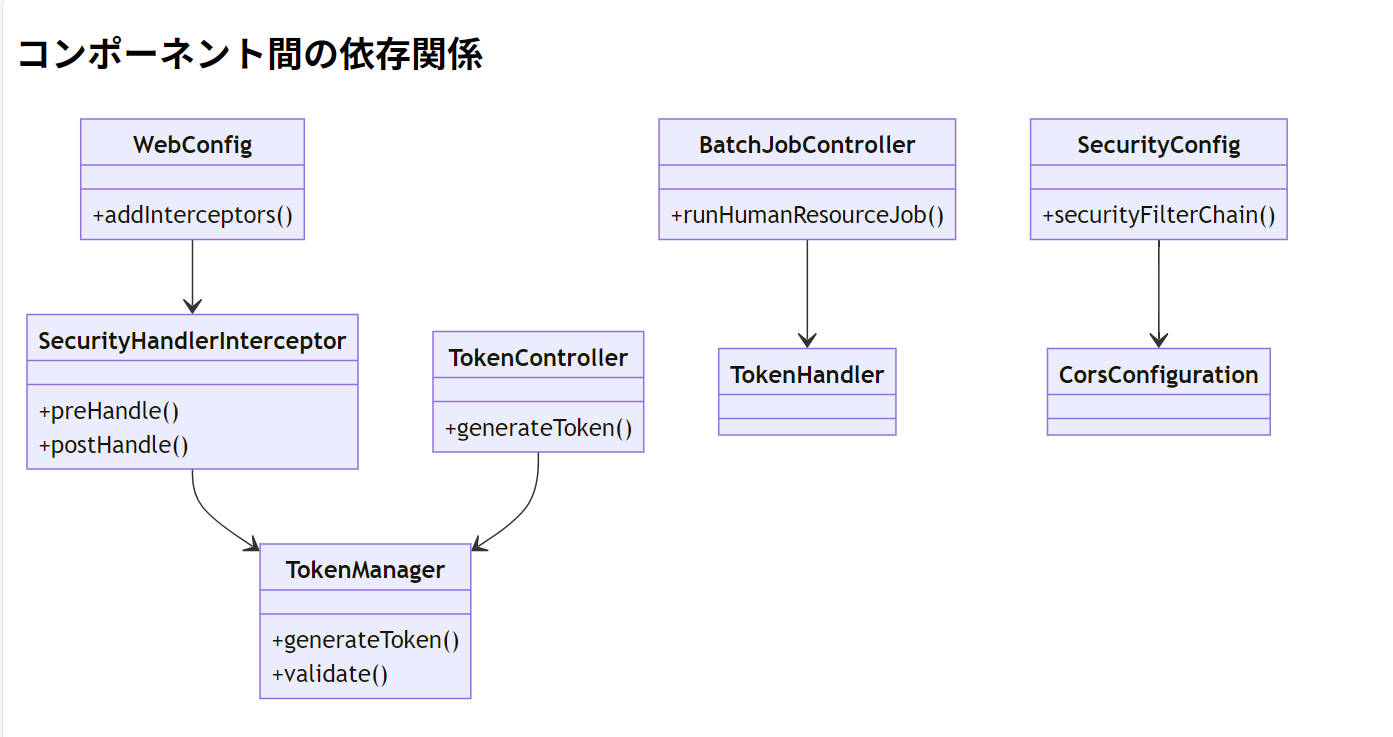 コンポーネント間の依存関係
WebConfig
+addInterceptors()
BatchJobController
+runHumanResourceJob()
SecurityConfig
+securityFilterChain()
SecurityHandlerInterceptor
+preHandle()
+postHandle()
TokenController
+generateToken()
TokenHandler
CorsConfiguration
TokenManager
+generateToken()
+validate()